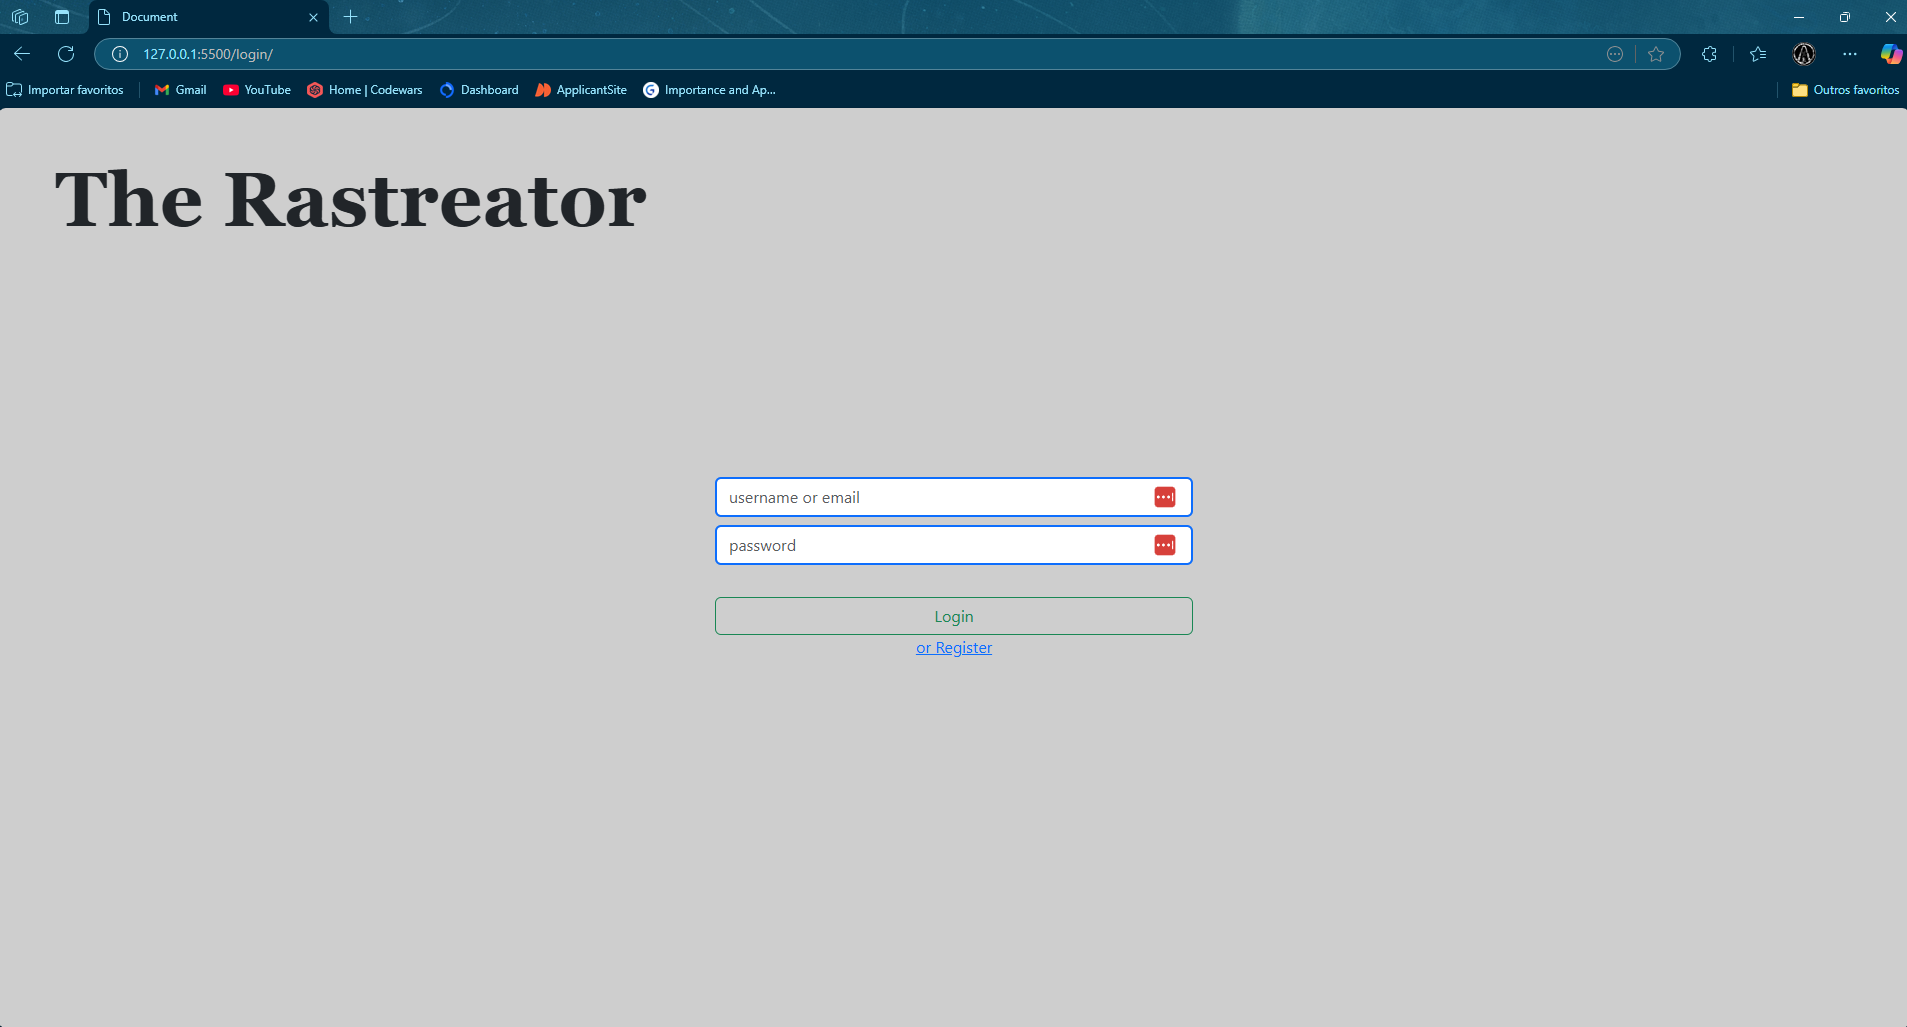 Document
127.0.0.1:5500/login/
Importar favoritos
Gmail
YouTube
Home | Codewars
Dashboard
ApplicantSite
Importance and Ap...
Outros favoritos
The Rastreator
username or email
password
Login
or Register